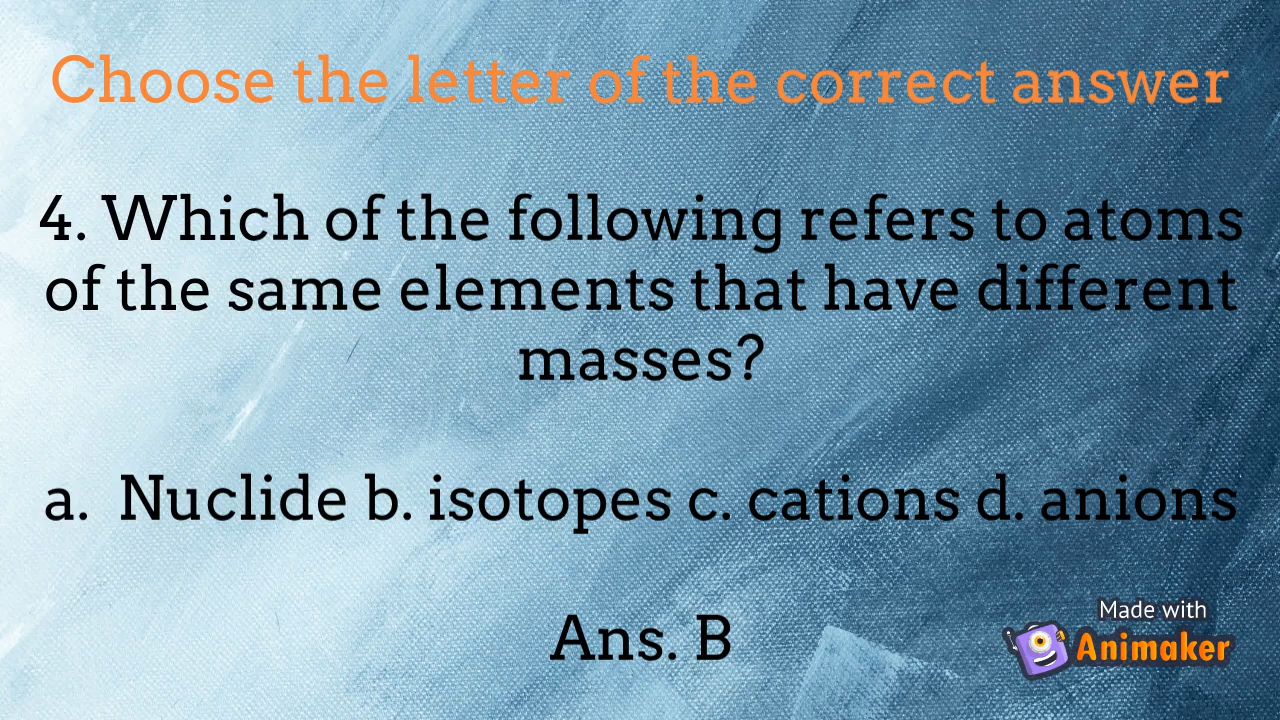 Choose the letter of the correct answer
4. Which of the following refers to atoms
of the same elements that have different
masses?
a.  Nuclide b. isotopes c. cations d. anions
Ans. B
Made with
Animaker